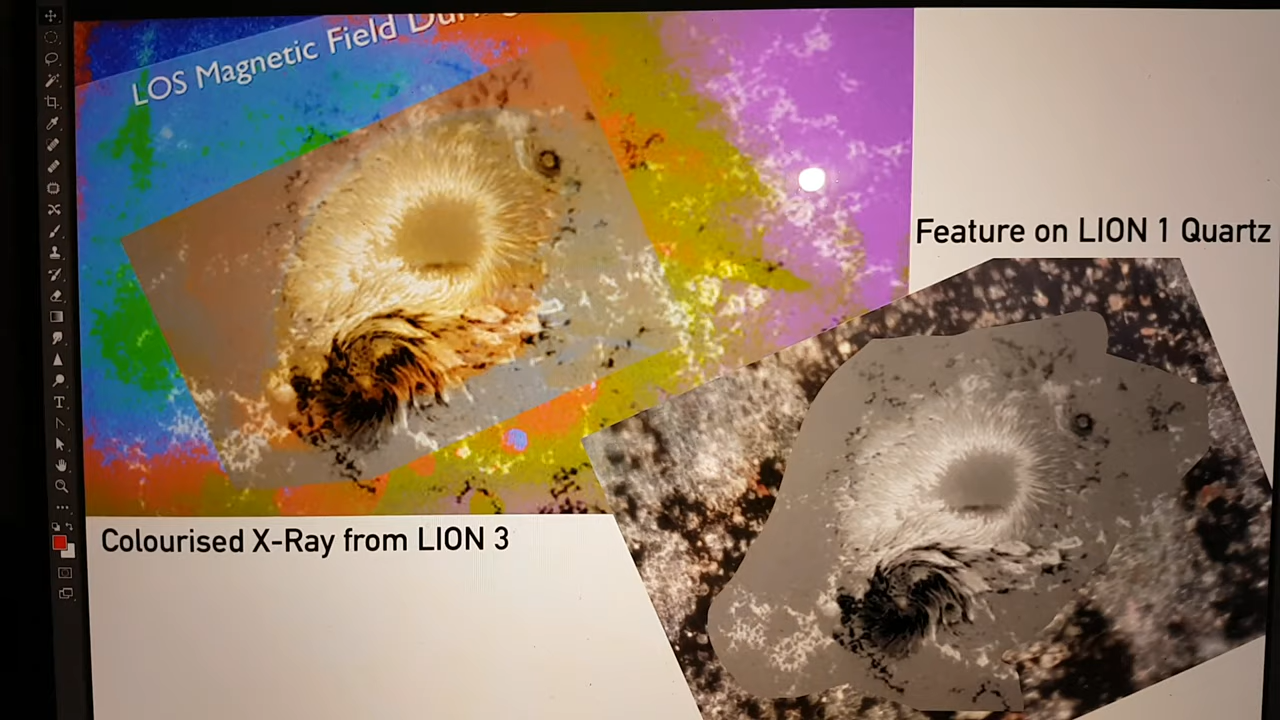 LOS Magnetic Field
Feature on LION 1 Quartz
Colourised X-Ray from LION 3